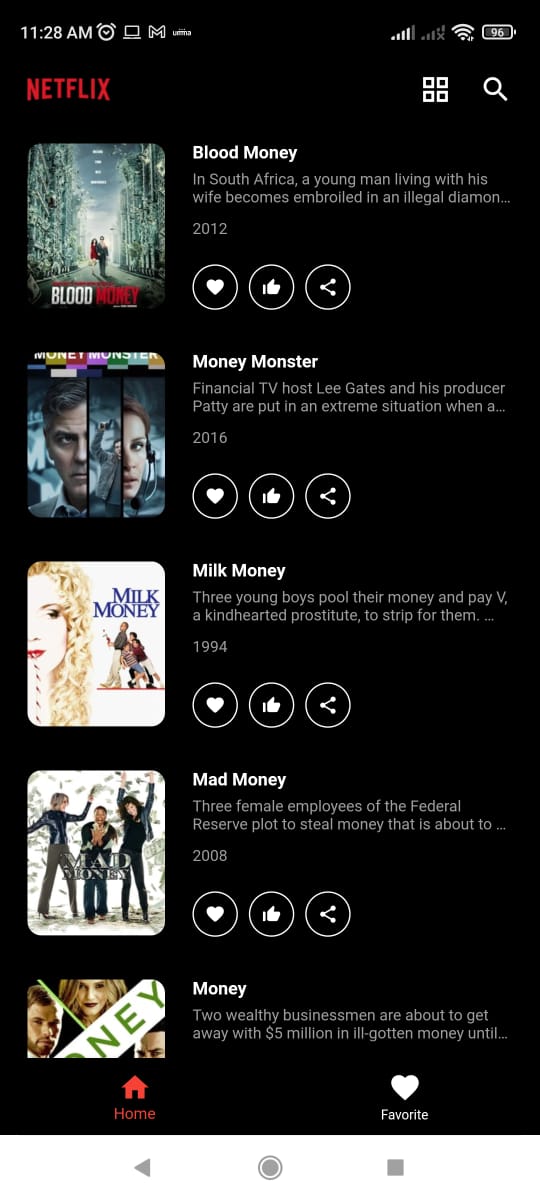 11:28 AM
96
NETFLIX
Blood Money
In South Africa, a young man living with his
wife becomes embroiled in an illegal diamon...
2012
BLOOD MONEY
MONEY MONSTER
Money Monster
Financial TV host Lee Gates and his producer
Patty are put in an extreme situation when a...
2016
MILK
MONEY
Milk Money
Three young boys pool their money and pay V,
a kindhearted prostitute, to strip for them. ...
1994
MAD
MONEY
Mad Money
Three female employees of the Federal
Reserve plot to steal money that is about to ...
2008
ONEY
Money
Two wealthy businessmen are about to get
away with $5 million in ill-gotten money until...
Home
Favorite